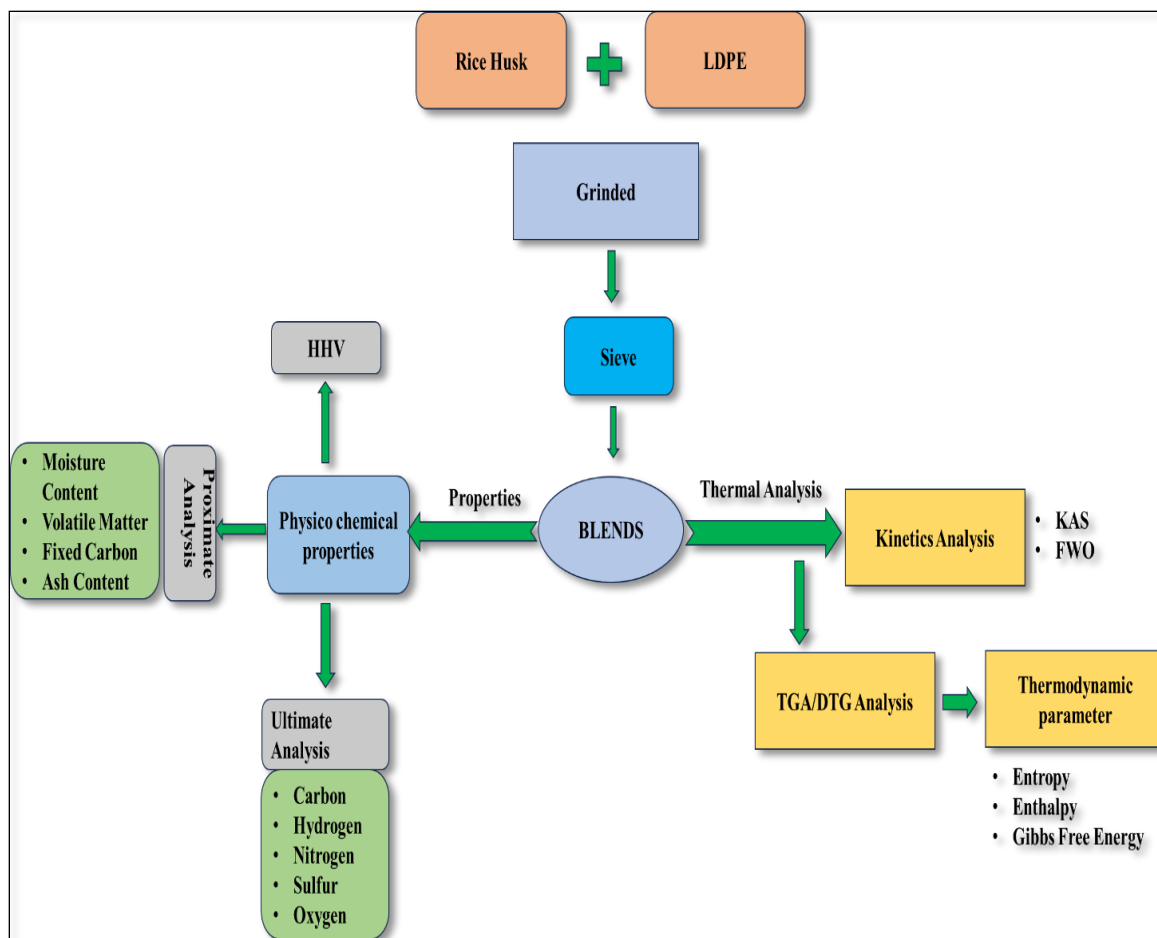 Rice Husk
LDPE
Grinded
Sieve
HHV
BLENDS
Properties
Thermal Analysis
Physico chemical
properties
Proximate
Analysis
• Moisture
Content
• Volatile Matter
• Fixed Carbon
• Ash Content
Ultimate
Analysis
• Carbon
• Hydrogen
• Nitrogen
• Sulfur
• Oxygen
Kinetics Analysis
• KAS
• FWO
TGA/DTG Analysis
Thermodynamic
parameter
• Entropy
• Enthalpy
• Gibbs Free Energy